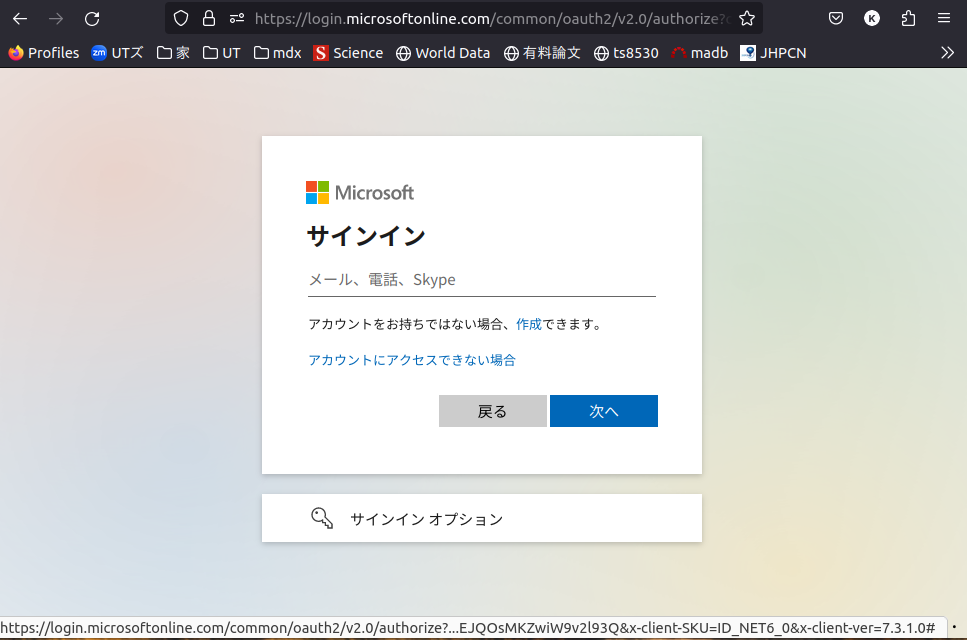 https://login.microsoftonline.com/common/oauth2/v2.0/authorize?
K
Profiles zm UTズ 家 UT mdx S Science World Data 有料論文 ts8530 madb JHPCN
Microsoft
サインイン
メール、電話、Skype
アカウントをお持ちではない場合、作成できます。
アカウントにアクセスできない場合
戻る 次へ
サインイン オプション
https://login.microsoftonline.com/common/oauth2/v2.0/authorize?...EJQOsMKZwiW9v2l93Q&x-client-SKU=ID_NET6_0&x-client-ver=7.3.1.0#